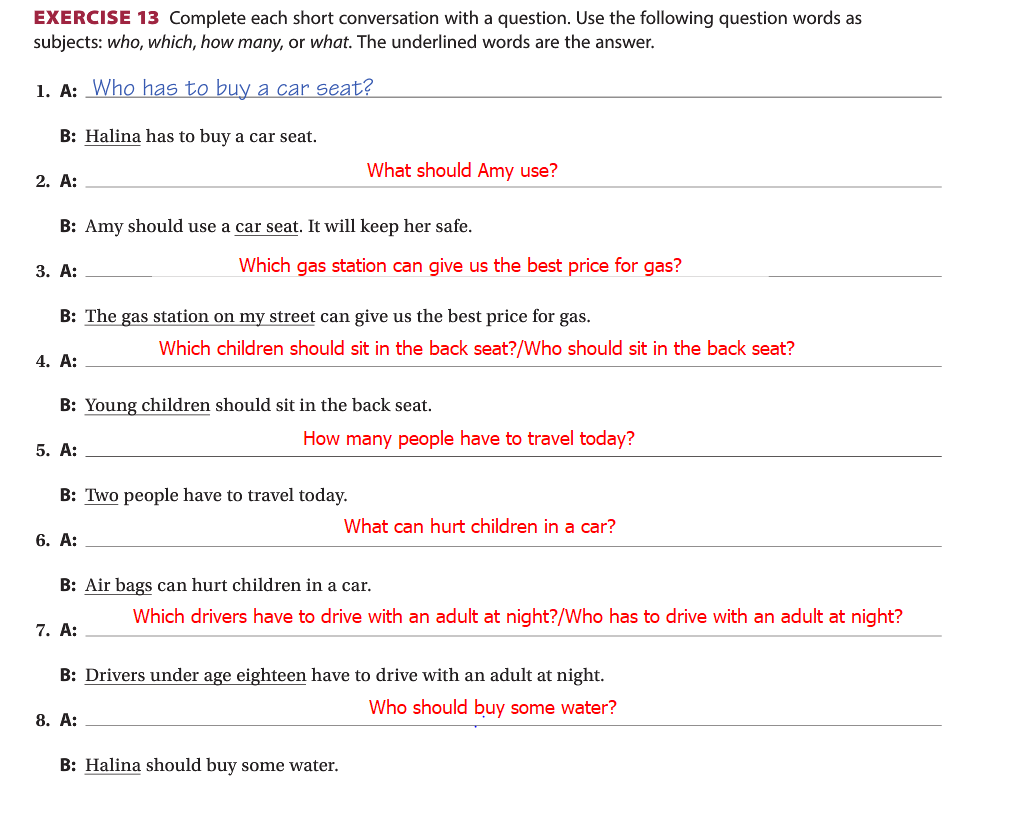 EXERCISE 13 Complete each short conversation with a question. Use the following question words as
subjects: who, which, how many, or what. The underlined words are the answer.
1. A: Who has to buy a car seat?
B: Halina has to buy a car seat.
2. A: What should Amy use?
B: Amy should use a car seat. It will keep her safe.
3. A: Which gas station can give us the best price for gas?
B: The gas station on my street can give us the best price for gas.
4. A: Which children should sit in the back seat?/Who should sit in the back seat?
B: Young children should sit in the back seat.
5. A: How many people have to travel today?
B: Two people have to travel today.
6. A: What can hurt children in a car?
B: Air bags can hurt children in a car.
7. A: Which drivers have to drive with an adult at night?/Who has to drive with an adult at night?
B: Drivers under age eighteen have to drive with an adult at night.
8. A: Who should buy some water?
B: Halina should buy some water.